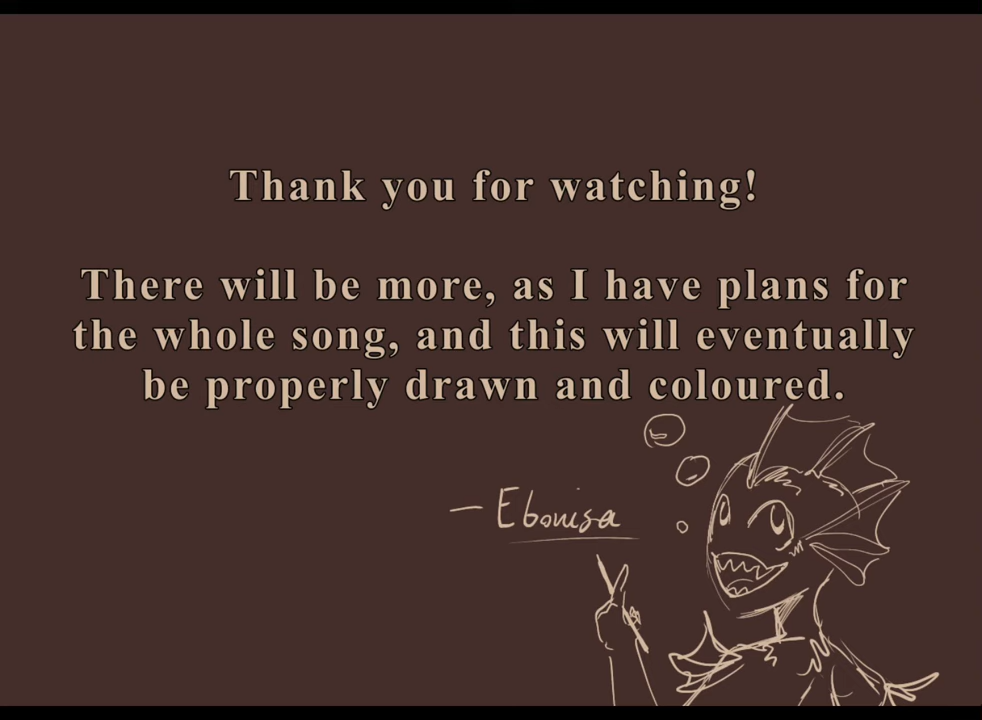 Thank you for watching!
There will be more, as I have plans for
the whole song, and this will eventually
be properly drawn and coloured.
— Ebonisa